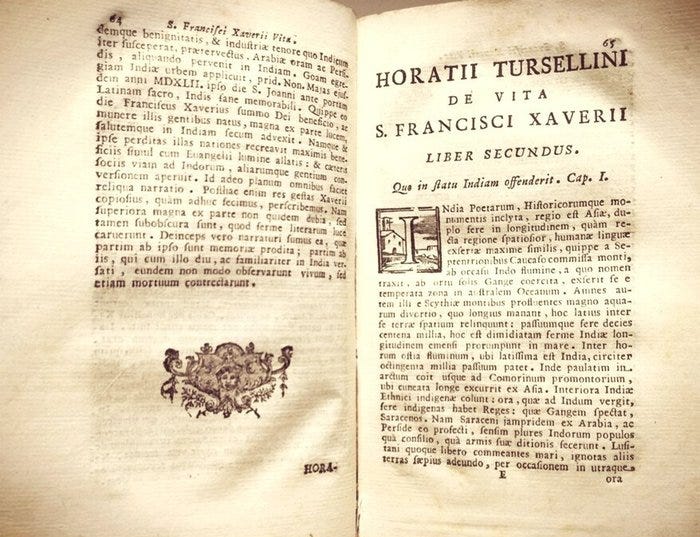 64 S. Francisci Xaverii Vita.
demque benignitatis, & industriæ tenore quo Indicum
iter susceperat, prætervectus. Arabiæ oram ac Persi-
dis, aliquando pervenit in Indiam. Goam egre-
giam Indiæ urbem applicuit, prid. Non. Majas ejus-
dem anni MDXLII. ipso die S. Joanni ante portam
Latinam sacro, Indis sane memorabili. Quippe eo
die Franciscus Xaverius summo Dei beneficio, ac
munere illis gentibus natus, magna ex parte lucem,
salutemque in Indiam secum advexit. Namque &
ipse perditas illas nationes recreavit maximis bene-
ficiis simul cum Euangelii lumine allatis: & cæteris
sociis viam ad Indorum, aliarumque gentium con-
versionem aperuit. Id adeo planum omnibus faciet
reliqua narratio. Posthac enim res gestas Xaverii
copiosius, quàm adhuc fecimus, perscribemus. Nam
superiora magna ex parte non quidem dubia, sed
tamen subobscura sunt, quod ferme literarum luce
caruerunt. Deinceps vero narraturi sumus ea, quæ
partim ab ipso sunt memoriæ prodita; partim ab
iis, qui cum illo diu, ac familiariter in India ver-
sati, eundem non modo observarunt vivum, sed
etiam mortuum contrectarunt.
HORA-
65
HORATII TURSELLINI
DE VITA
S. FRANCISCI XAVERII
LIBER SECUNDUS.
Quo in statu Indiam offenderit. Cap. I.
INdia Poetarum, Historicorumque mo-
numentis inclyta, regio est Asiæ, du-
plo fere in longitudinem, quàm re-
cta regione spatiosior, humanæ linguæ
exsertæ maxime similis, quippe a Se-
ptentrionibus Caucaso commissa monti,
ab occasu Indo flumine, a quo nomen
traxit, ab ortu solis Gange coercita, exserit se e
temperata zona in australem Oceanum. Amnes au-
tem illi e Scythiæ montibus profluentes magno aqua-
rum divortio, quo longius manant, hoc latius inter
se terræ spatium relinquunt: passuumque fere decies
centena millia, hoc est dimidiatam ferme Indiæ lon-
gitudinem emensi prorumpunt in mare. Inter ho-
rum ostia fluminum, ubi latissima est India, circiter
octingenta millia passuum patet. Inde paulatim in
arctum coit usque ad Comorinum promontorium,
ubi cuneata longe excurrit ex Asia. Interiora Indiæ
Ethnici indigenæ colunt: ora, quæ ad Indum vergit,
fere indigenas habet Reges: quæ Gangem spectat,
Saracenos. Nam Saraceni jampridem ex Arabia, ac
Perside eo profecti, sensim plures Indorum populos
quà consilio, quà armis suæ ditionis fecerunt. Lusi-
tani quoque libero commeantes mari, ignotas aliis
terras sæpius adeundo, per occasionem in utraque
E ora